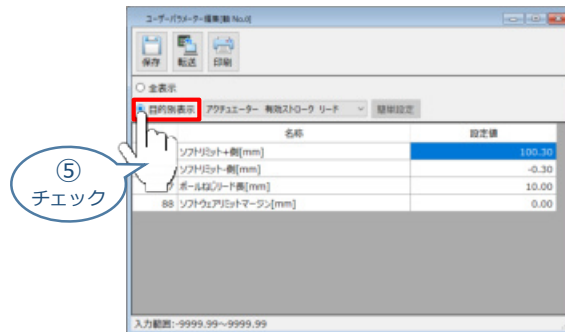 ユーザーパラメーター編集[軸 No.0]
保存 転送 印刷
全表示
目的別表示 アクチュエーター 有効ストローク リード 簡単設定
名称 設定値
ソフトリミット+側[mm] 100.30
ソフトリミット-側[mm] -0.30
ボールねじリード長[mm] 10.00
88 ソフトウェアリミットマージン[mm] 0.00
⑤
チェック
入力範囲:-9999.99~9999.99